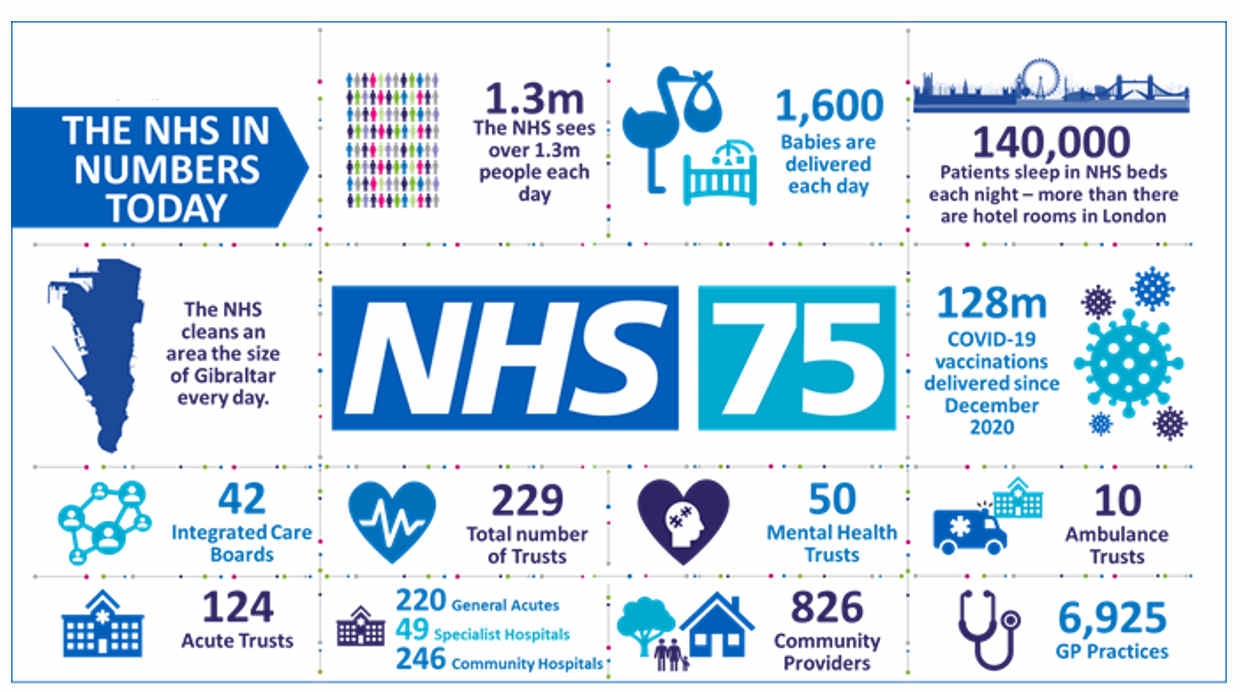 THE NHS IN
NUMBERS
TODAY
1.3m
The NHS sees
over 1.3m
people each
day
1,600
Babies are
delivered
each day
140,000
Patients sleep in NHS beds
each night – more than there
are hotel rooms in London
The NHS
cleans an
area the size
of Gibraltar
every day.
NHS 75
128m
COVID-19
vaccinations
delivered since
December
2020
42
Integrated Care
Boards
229
Total number
of Trusts
50
Mental Health
Trusts
10
Ambulance
Trusts
124
Acute Trusts
220 General Acutes
49 Specialist Hospitals
246 Community Hospitals
826
Community
Providers
6,925
GP Practices